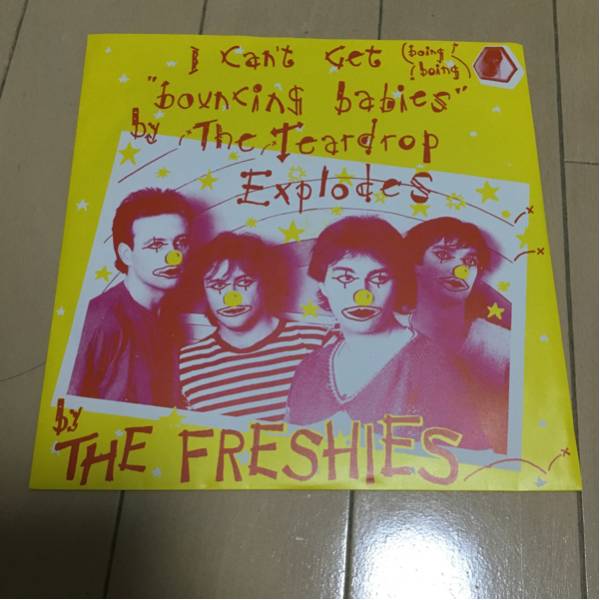 I can't get (boing!
!boing)
"bouncing babies"
by The Teardrop
Explodes
by
THE FRESHIES